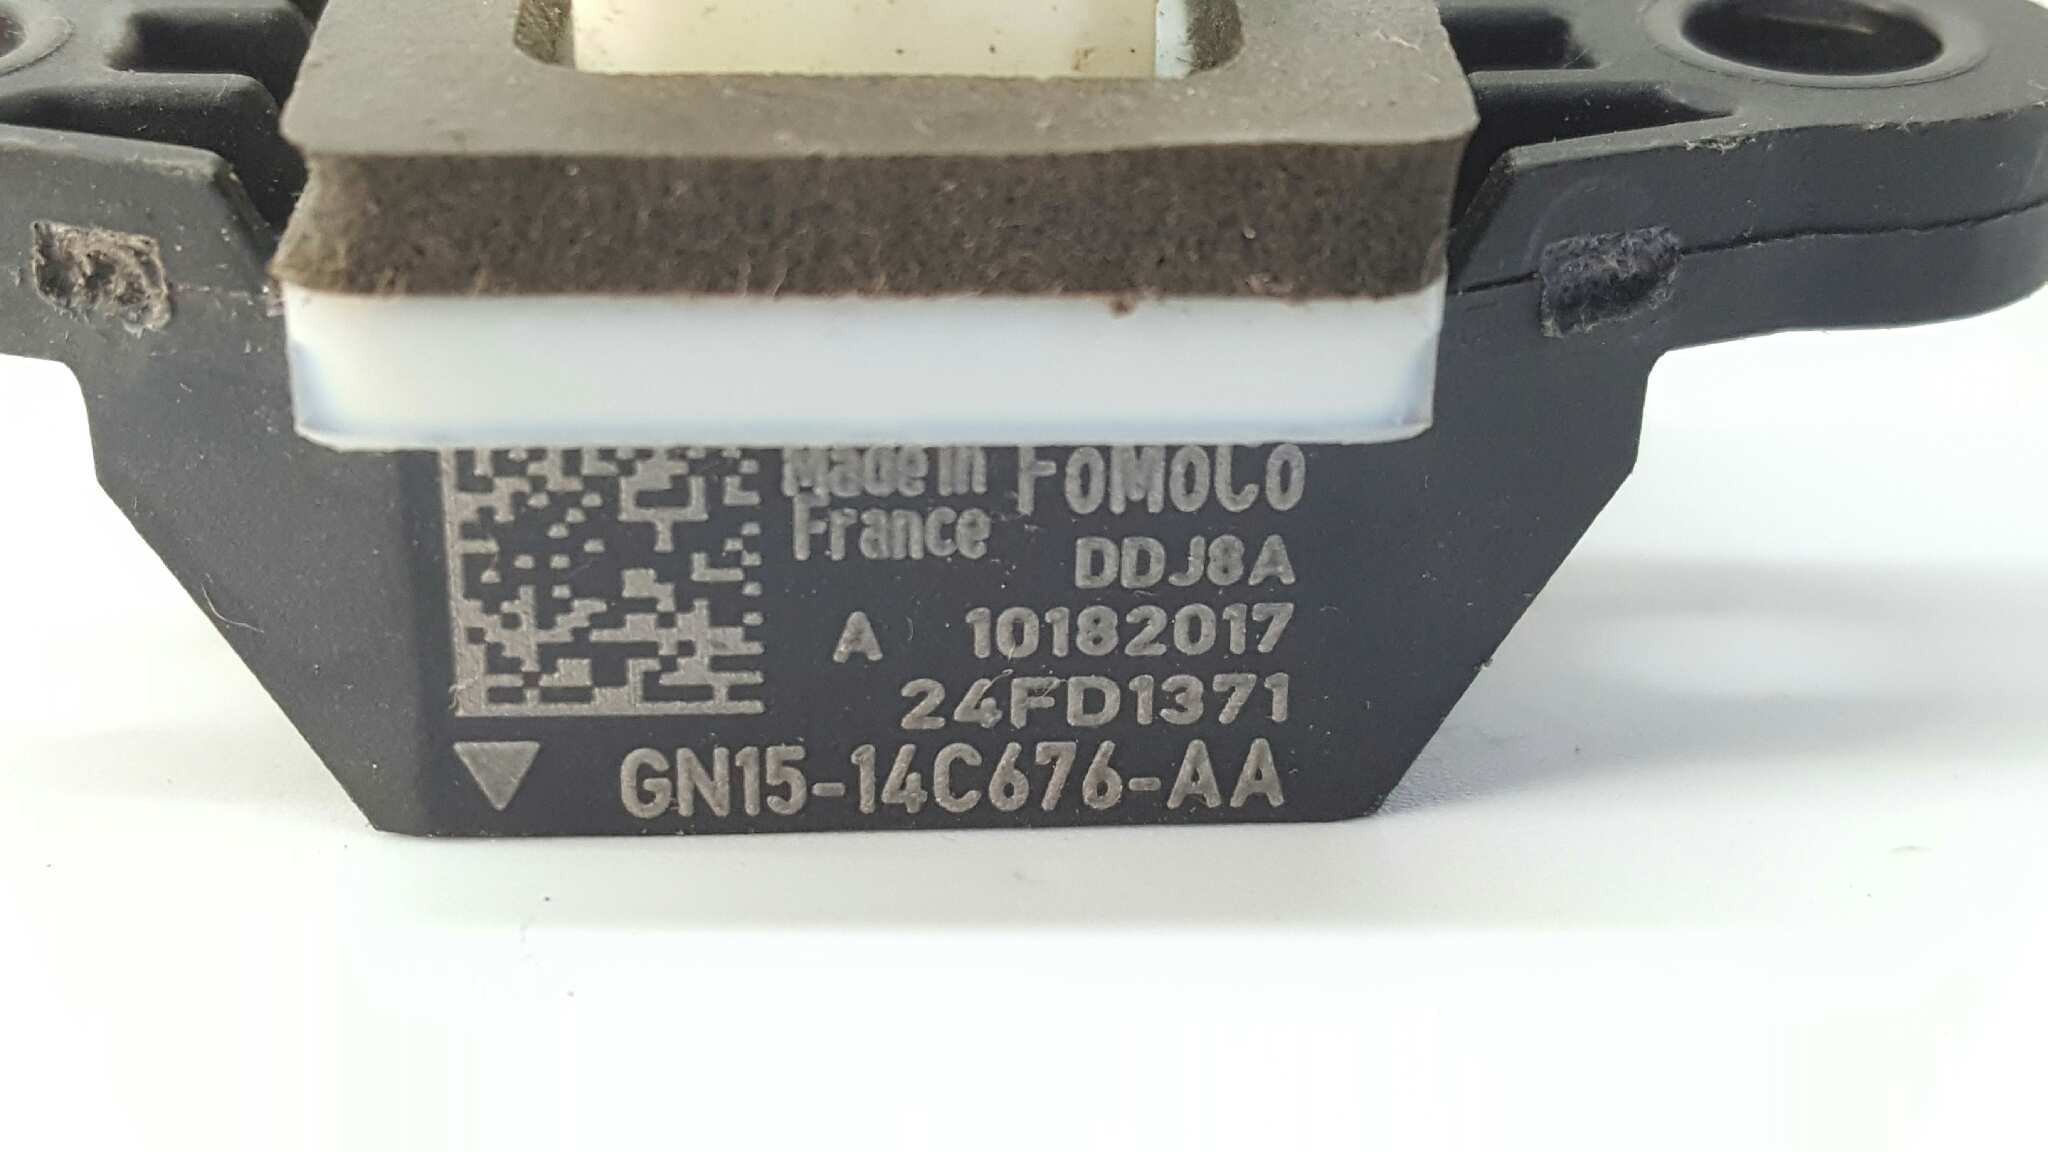 Made in FoMoCo
France
DDJ8A
A 10182017
24FD1371
GN15-14C676-AA